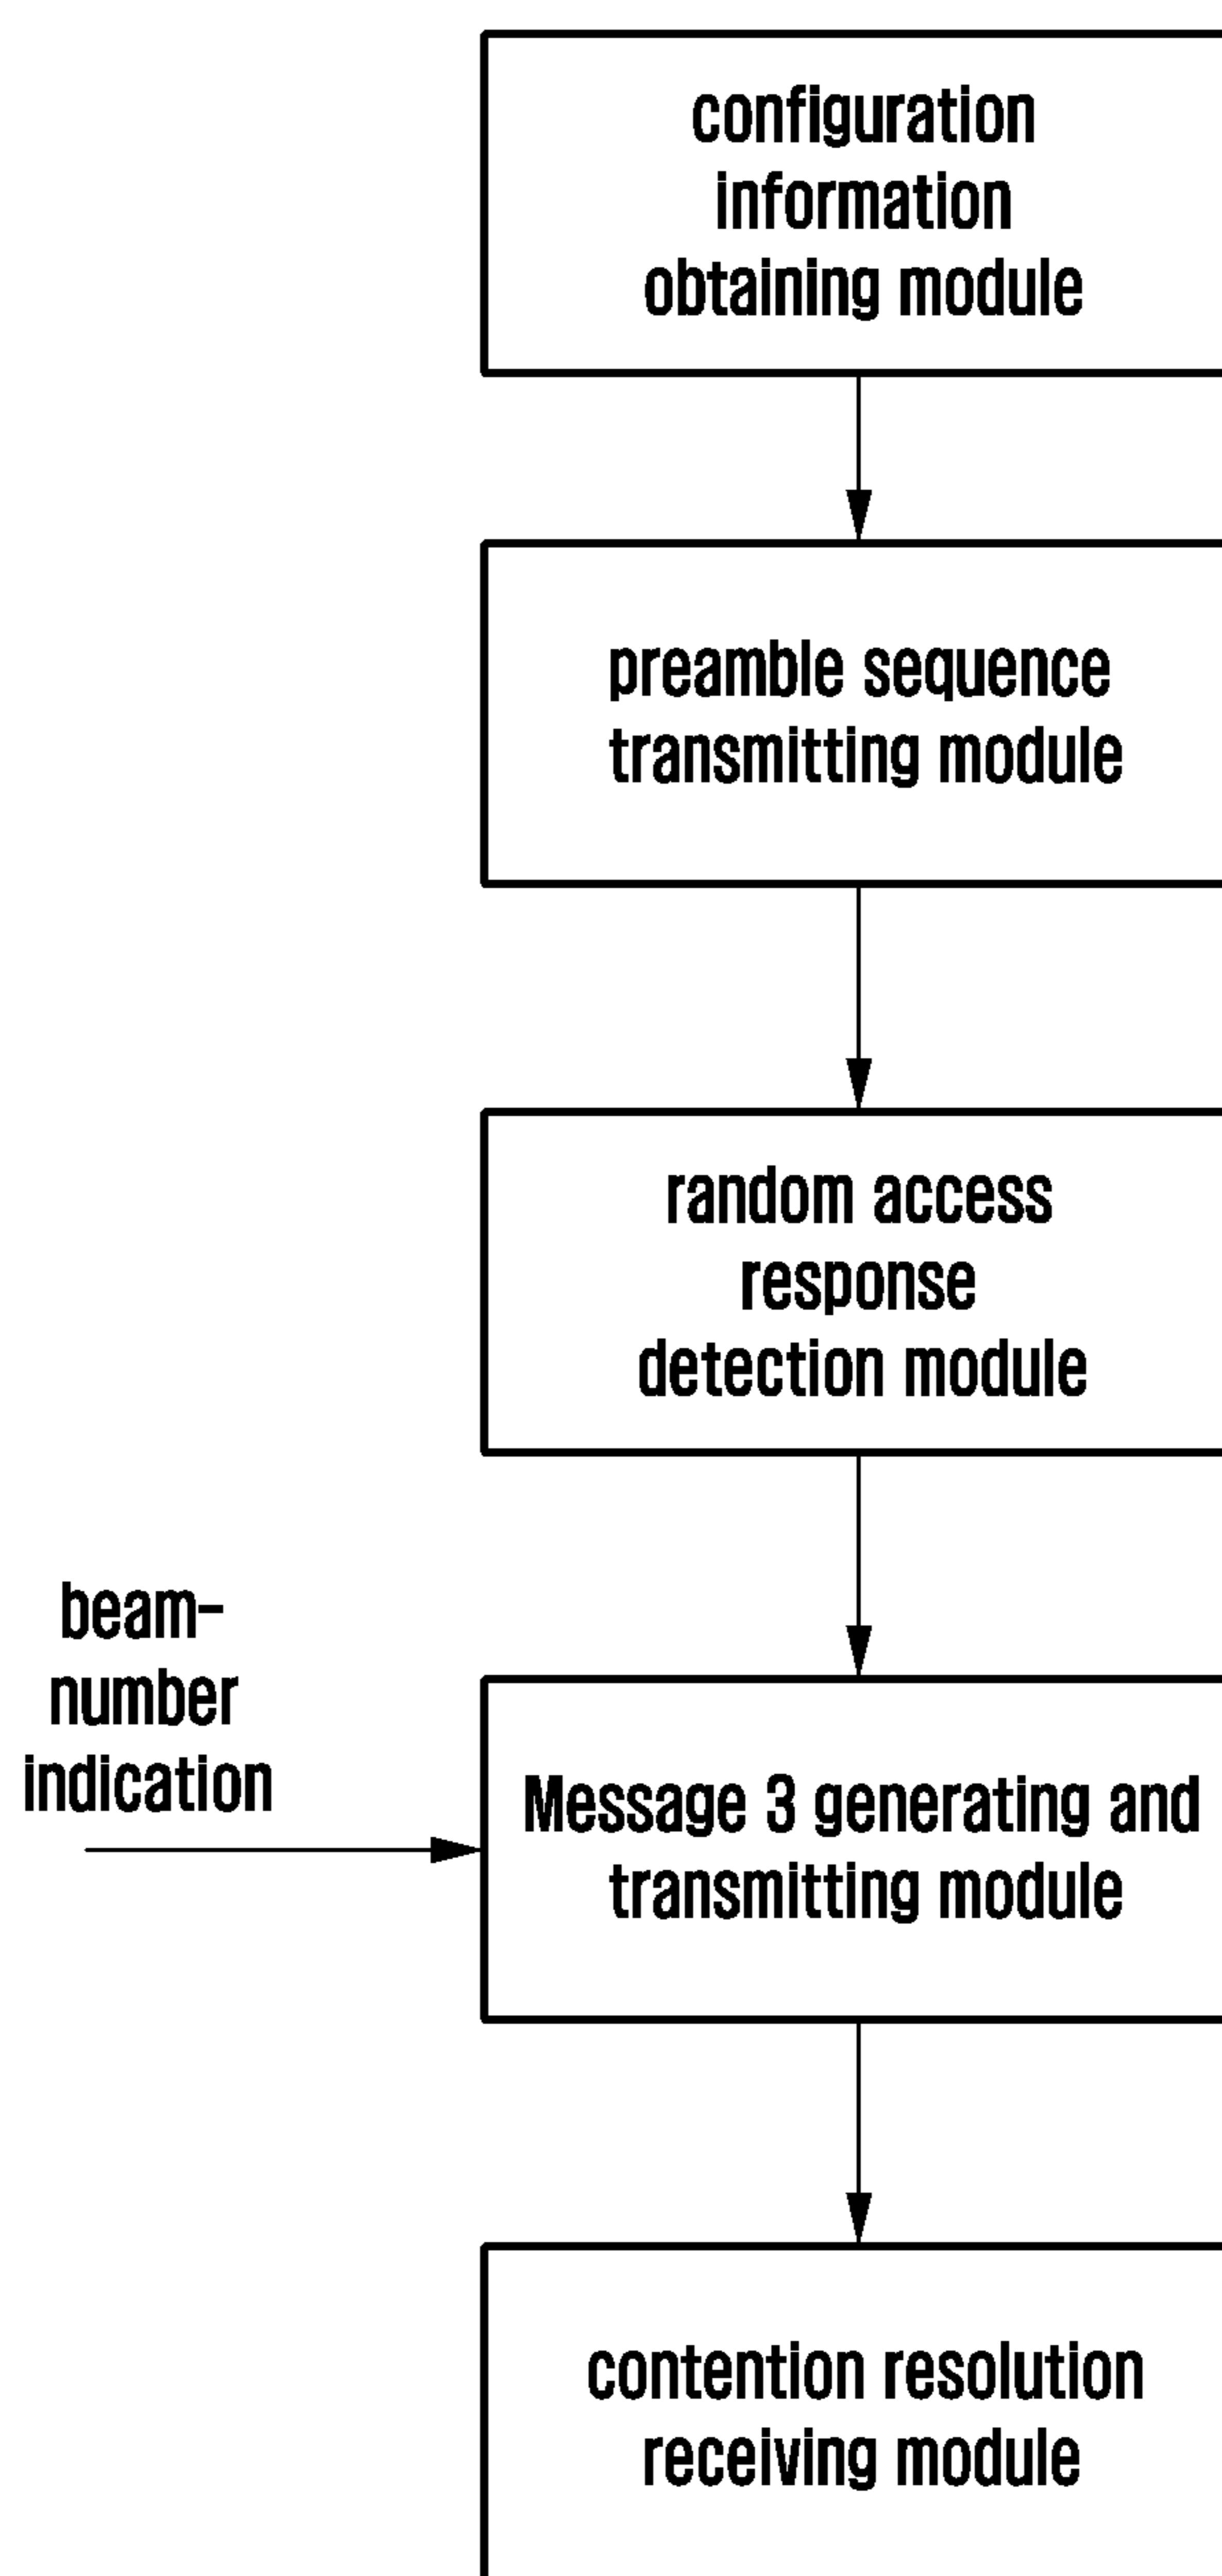 configuration
information
obtaining module
preamble sequence
transmitting module
random access
response
detection module
beam-
number
indication
Message 3 generating and
transmitting module
contention resolution
receiving module